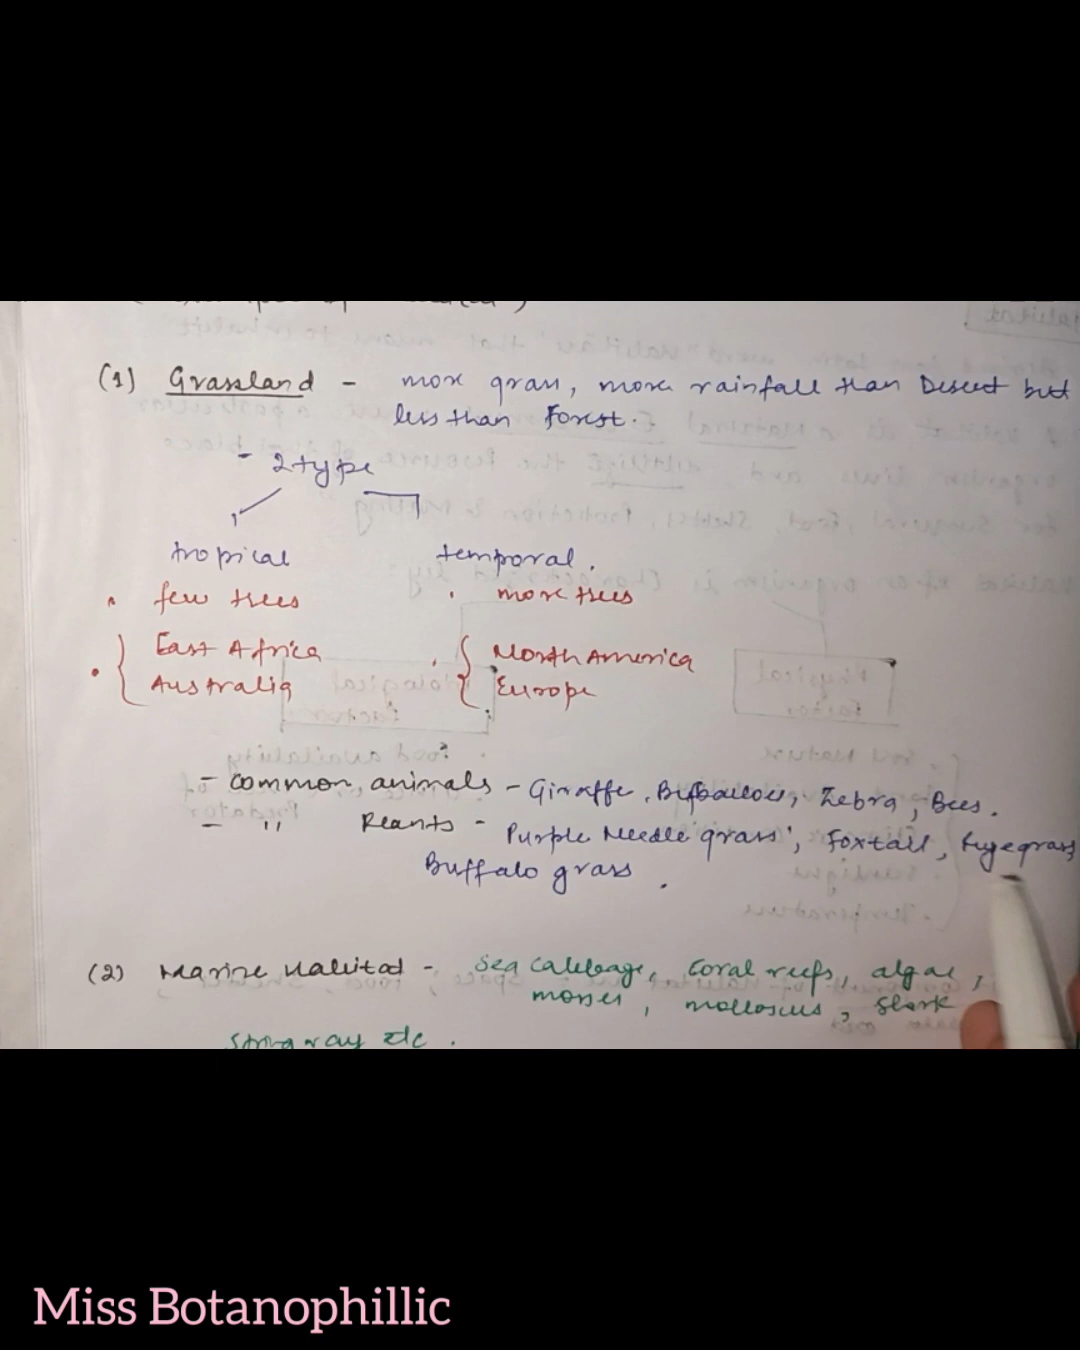 (1) Grassland - more grass, more rainfall than Desert but
less than Forest.
- 2 type
tropical temporal.
• few trees • more trees
• East Africa • North America
Australia Europe
- common animals - Giraffe, Buffaloes, Zebra, Bees.
- " Plants - Purple Needle grass, Foxtail, Ryegrass
Buffalo grass.
(2) Marine Habitat - Sea cabbage, Coral reefs, algae,
mosses, molloscus, Shark
Stingray etc.
Miss Botanophillic